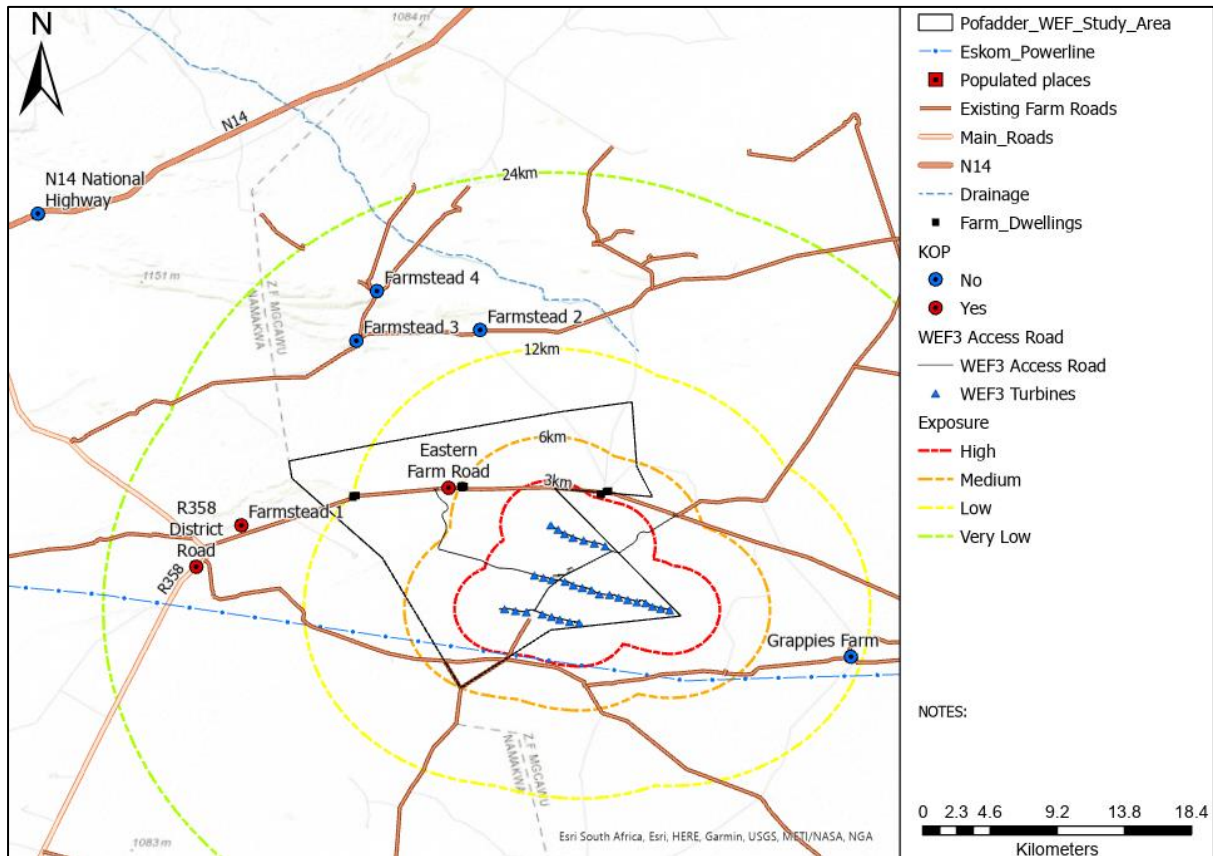 N
1084 m
N14
N14 National
Highway
24km
1151 m
Z.F MGCAWU
NAMAKWA
Farmstead 4
Farmstead 3
Farmstead 2
12km
6km
Eastern
Farm Road
3km
R358
District
Road
Farmstead 1
R358
Grappies Farm
Z.F MGCAWU
NAMAKWA
1083 m
Esri South Africa, Esri, HERE, Garmin, USGS, METI/NASA, NGA
Pofadder_WEF_Study_Area
Eskom_Powerline
Populated places
Existing Farm Roads
Main_Roads
N14
Drainage
Farm_Dwellings
KOP
No
Yes
WEF3 Access Road
WEF3 Access Road
WEF3 Turbines
Exposure
High
Medium
Low
Very Low
NOTES:
0 2.3 4.6 9.2 13.8 18.4
Kilometers